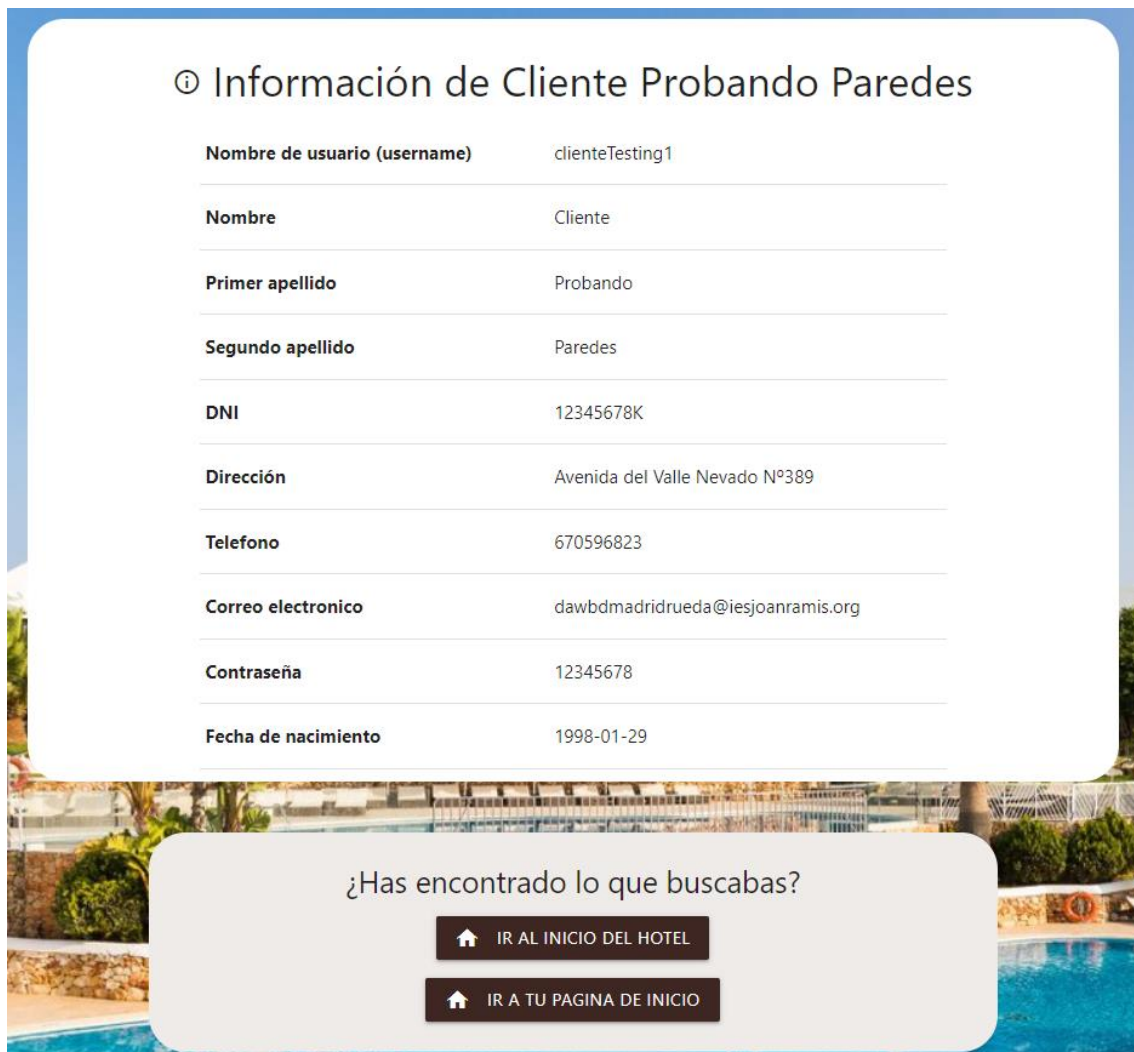 Información de Cliente Probando Paredes
Nombre de usuario (username) clienteTesting1
Nombre Cliente
Primer apellido Probando
Segundo apellido Paredes
DNI 12345678K
Dirección Avenida del Valle Nevado Nº389
Telefono 670596823
Correo electronico dawbdmadridrueda@iesjoanramis.org
Contraseña 12345678
Fecha de nacimiento 1998-01-29
¿Has encontrado lo que buscabas?
IR AL INICIO DEL HOTEL
IR A TU PAGINA DE INICIO